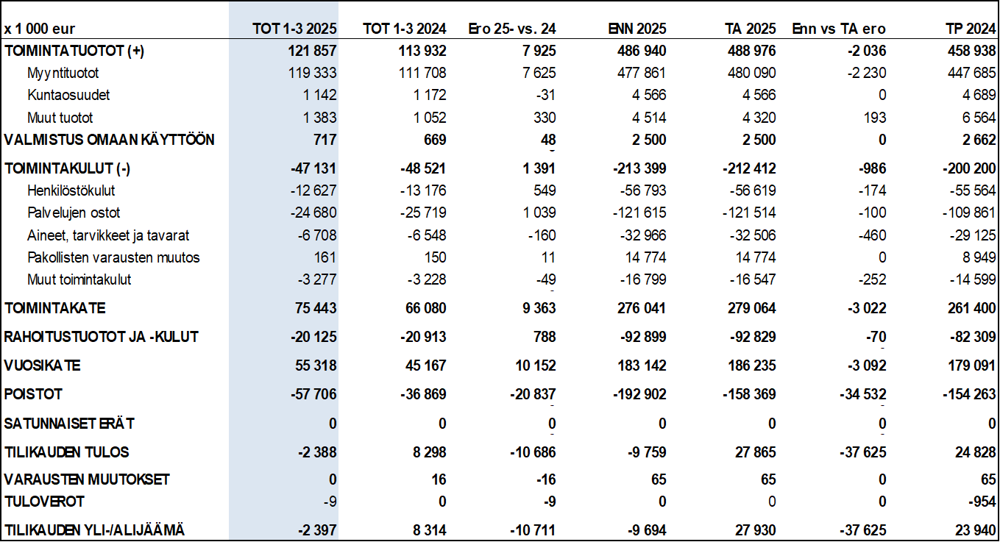 x 1 000 eur TOT 1-3 2025 TOT 1-3 2024 Ero 25- vs. 24 ENN 2025 TA 2025 Enn vs TA ero TP 2024
TOIMINTATUOTOT (+) 121 857 113 932 7 925 486 940 488 976 -2 036 458 938
Myyntituotot 119 333 111 708 7 625 477 861 480 090 -2 230 447 685
Kuntaosuudet 1 142 1 172 -31 4 566 4 566 0 4 689
Muut tuotot 1 383 1 052 330 4 514 4 320 193 6 564
VALMISTUS OMAAN KÄYTTÖÖN 717 669 48 2 500 2 500 0 2 662
TOIMINTAKULUT (-) -47 131 -48 521 1 391 -213 399 -212 412 -986 -200 200
Henkilöstökulut -12 627 -13 176 549 -56 793 -56 619 -174 -55 564
Palvelujen ostot -24 680 -25 719 1 039 -121 615 -121 514 -100 -109 861
Aineet, tarvikkeet ja tavarat -6 708 -6 548 -160 -32 966 -32 506 -460 -29 125
Pakollisten varausten muutos 161 150 11 14 774 14 774 0 8 949
Muut toimintakulut -3 277 -3 228 -49 -16 799 -16 547 -252 -14 599
TOIMINTAKATE 75 443 66 080 9 363 276 041 279 064 -3 022 261 400
RAHOITUSTUOTOT JA -KULUT -20 125 -20 913 788 -92 899 -92 829 -70 -82 309
VUOSIKATE 55 318 45 167 10 152 183 142 186 235 -3 092 179 091
POISTOT -57 706 -36 869 -20 837 -192 902 -158 369 -34 532 -154 263
SATUNNAISET ERÄT 0 0 0 0 0 0 0
TILIKAUDEN TULOS -2 388 8 298 -10 686 -9 759 27 865 -37 625 24 828
VARAUSTEN MUUTOKSET 0 16 -16 65 65 0 65
TULOVEROT -9 0 -9 0 0 0 -954
TILIKAUDEN YLI-/ALIJÄÄMÄ -2 397 8 314 -10 711 -9 694 27 930 -37 625 23 940